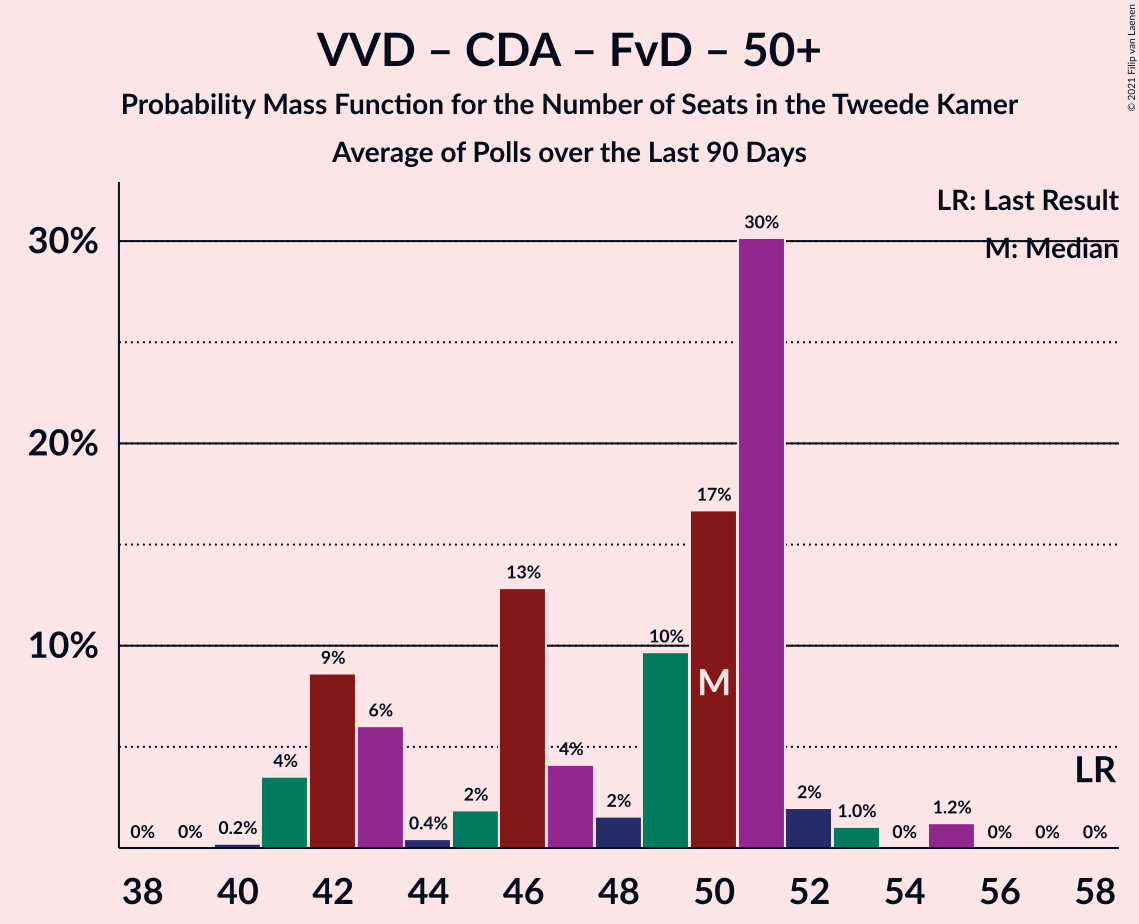 VVD – CDA – FvD – 50+
Probability Mass Function for the Number of Seats in the Tweede Kamer
Average of Polls over the Last 90 Days
© 2021 Filip van Laenen
LR: Last Result
M: Median
30%
20%
10%
0%
0%
0.2%
4%
9%
6%
0.4%
2%
13%
4%
2%
10%
17%
30%
2%
1.0%
0%
1.2%
0%
0%
0%
M
LR
38 40 42 44 46 48 50 52 54 56 58